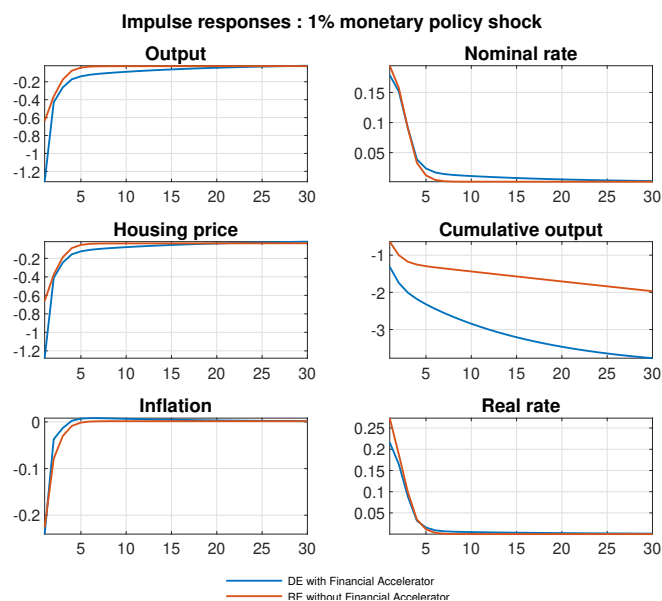 Impulse responses : 1% monetary policy shock
Output
Nominal rate
-0.2
-0.4
-0.6
-0.8
-1
-1.2
5 10 15 20 25 30
0.15
0.1
0.05
5 10 15 20 25 30
Housing price
Cumulative output
-0.2
-0.4
-0.6
-0.8
-1
-1.2
5 10 15 20 25 30
-1
-2
-3
5 10 15 20 25 30
Inflation
Real rate
0
-0.1
-0.2
5 10 15 20 25 30
0.25
0.2
0.15
0.1
0.05
5 10 15 20 25 30
DE with Financial Accelerator
RE without Financial Accelerator